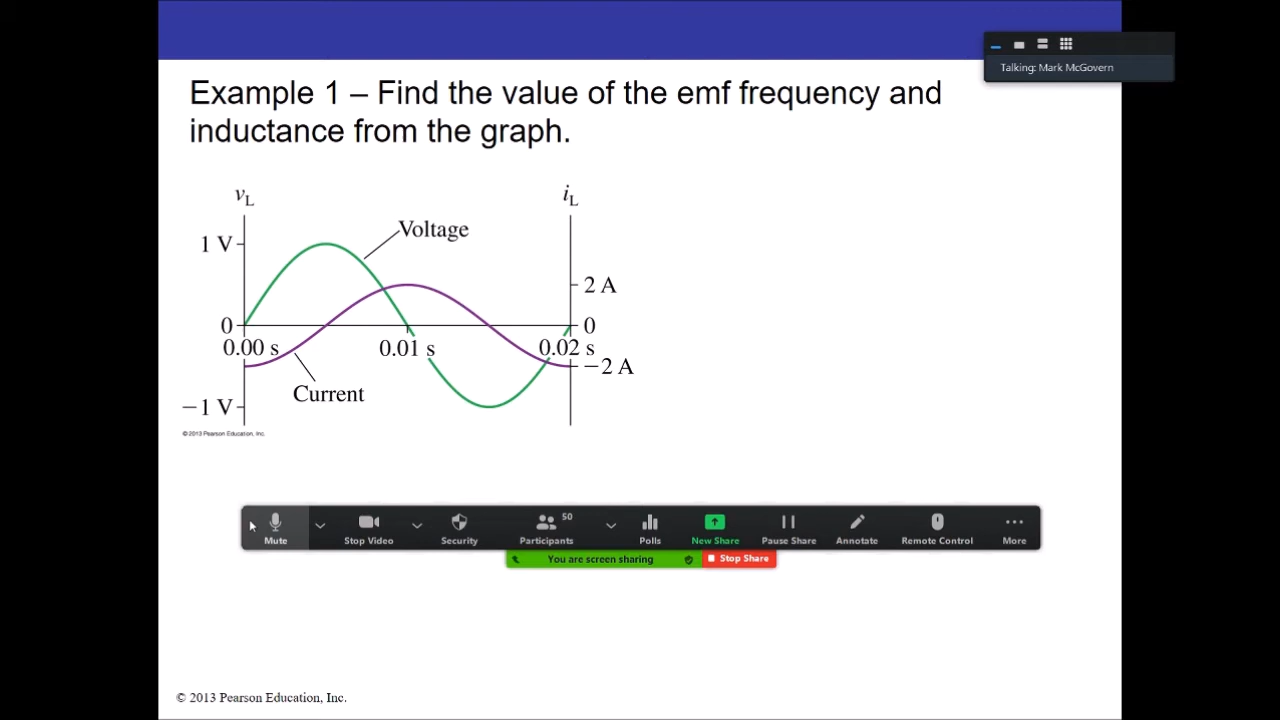 Talking: Mark McGovern
Example 1 – Find the value of the emf frequency and
inductance from the graph.
vL
iL
Voltage
1 V
2 A
0
0
0.00 s
0.01 s
0.02 s
−2 A
Current
−1 V
© 2013 Pearson Education, Inc.
Mute
Stop Video
Security
Participants
50
Polls
New Share
Pause Share
Annotate
Remote Control
More
You are screen sharing
Stop Share
© 2013 Pearson Education, Inc.